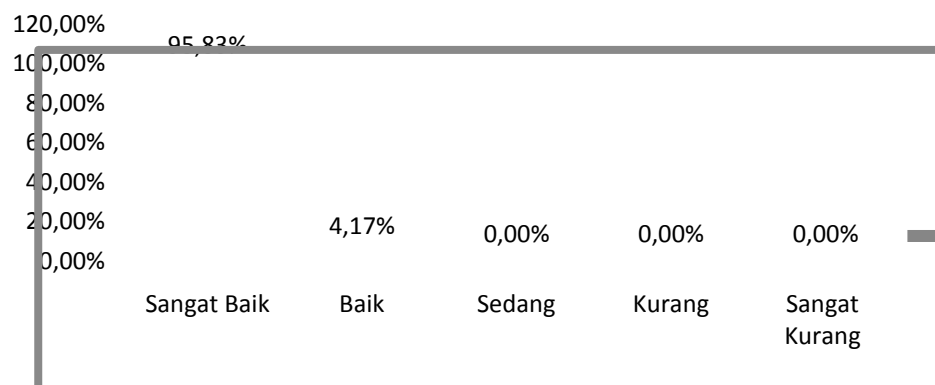 120,00%
100,00%
80,00%
60,00%
40,00%
20,00%
0,00%
95,83%
4,17%
0,00%
0,00%
0,00%
Sangat Baik
Baik
Sedang
Kurang
Sangat
Kurang